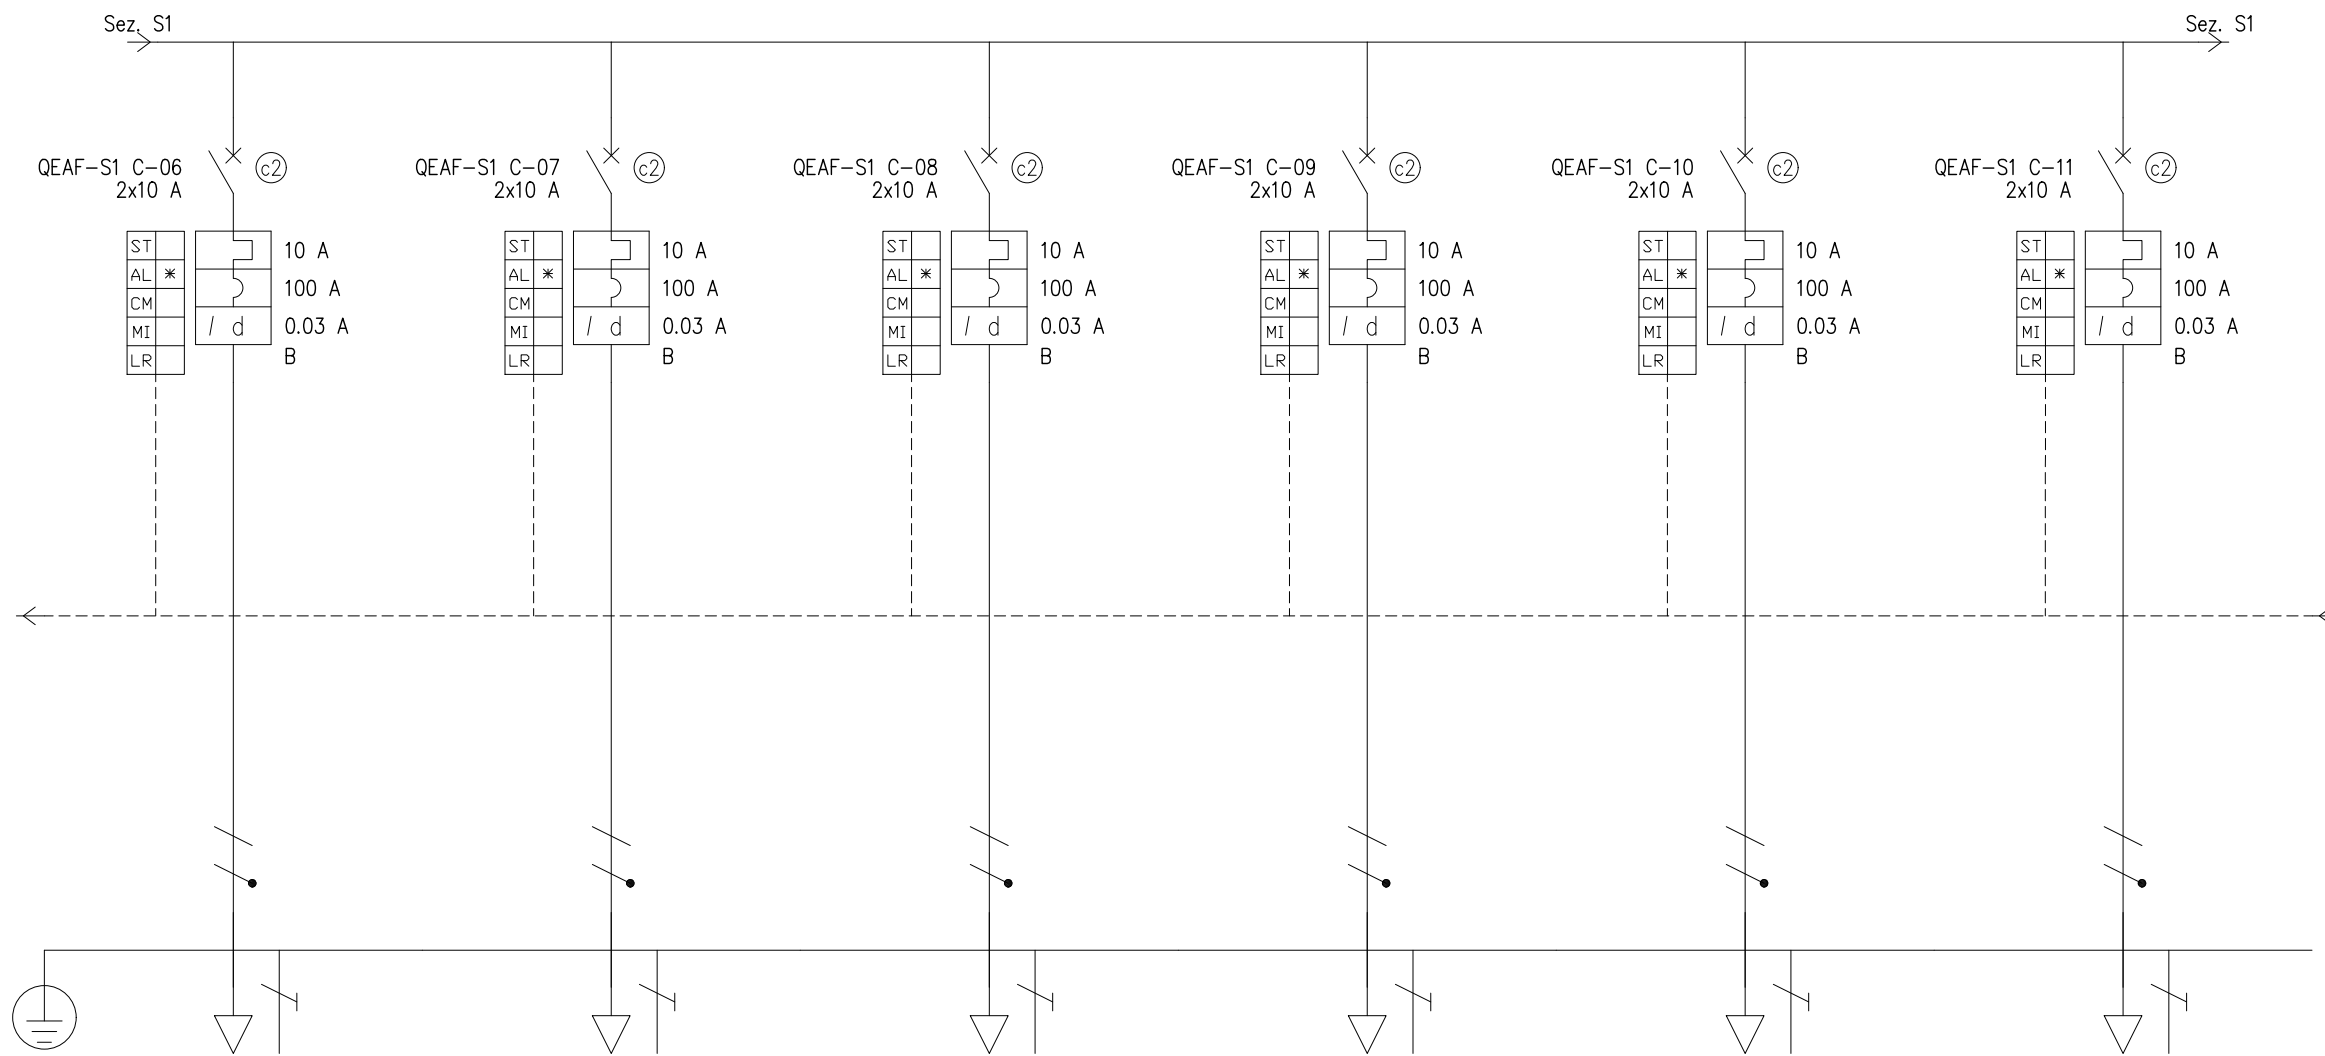 Sez. S1
Sez. S1
QEAF-S1 C-06
2x10 A
c2
ST
AL *
CM
MI
LR
I d
10 A
100 A
0.03 A
B
QEAF-S1 C-07
2x10 A
c2
ST
AL *
CM
MI
LR
I d
10 A
100 A
0.03 A
B
QEAF-S1 C-08
2x10 A
c2
ST
AL *
CM
MI
LR
I d
10 A
100 A
0.03 A
B
QEAF-S1 C-09
2x10 A
c2
ST
AL *
CM
MI
LR
I d
10 A
100 A
0.03 A
B
QEAF-S1 C-10
2x10 A
c2
ST
AL *
CM
MI
LR
I d
10 A
100 A
0.03 A
B
QEAF-S1 C-11
2x10 A
c2
ST
AL *
CM
MI
LR
I d
10 A
100 A
0.03 A
B